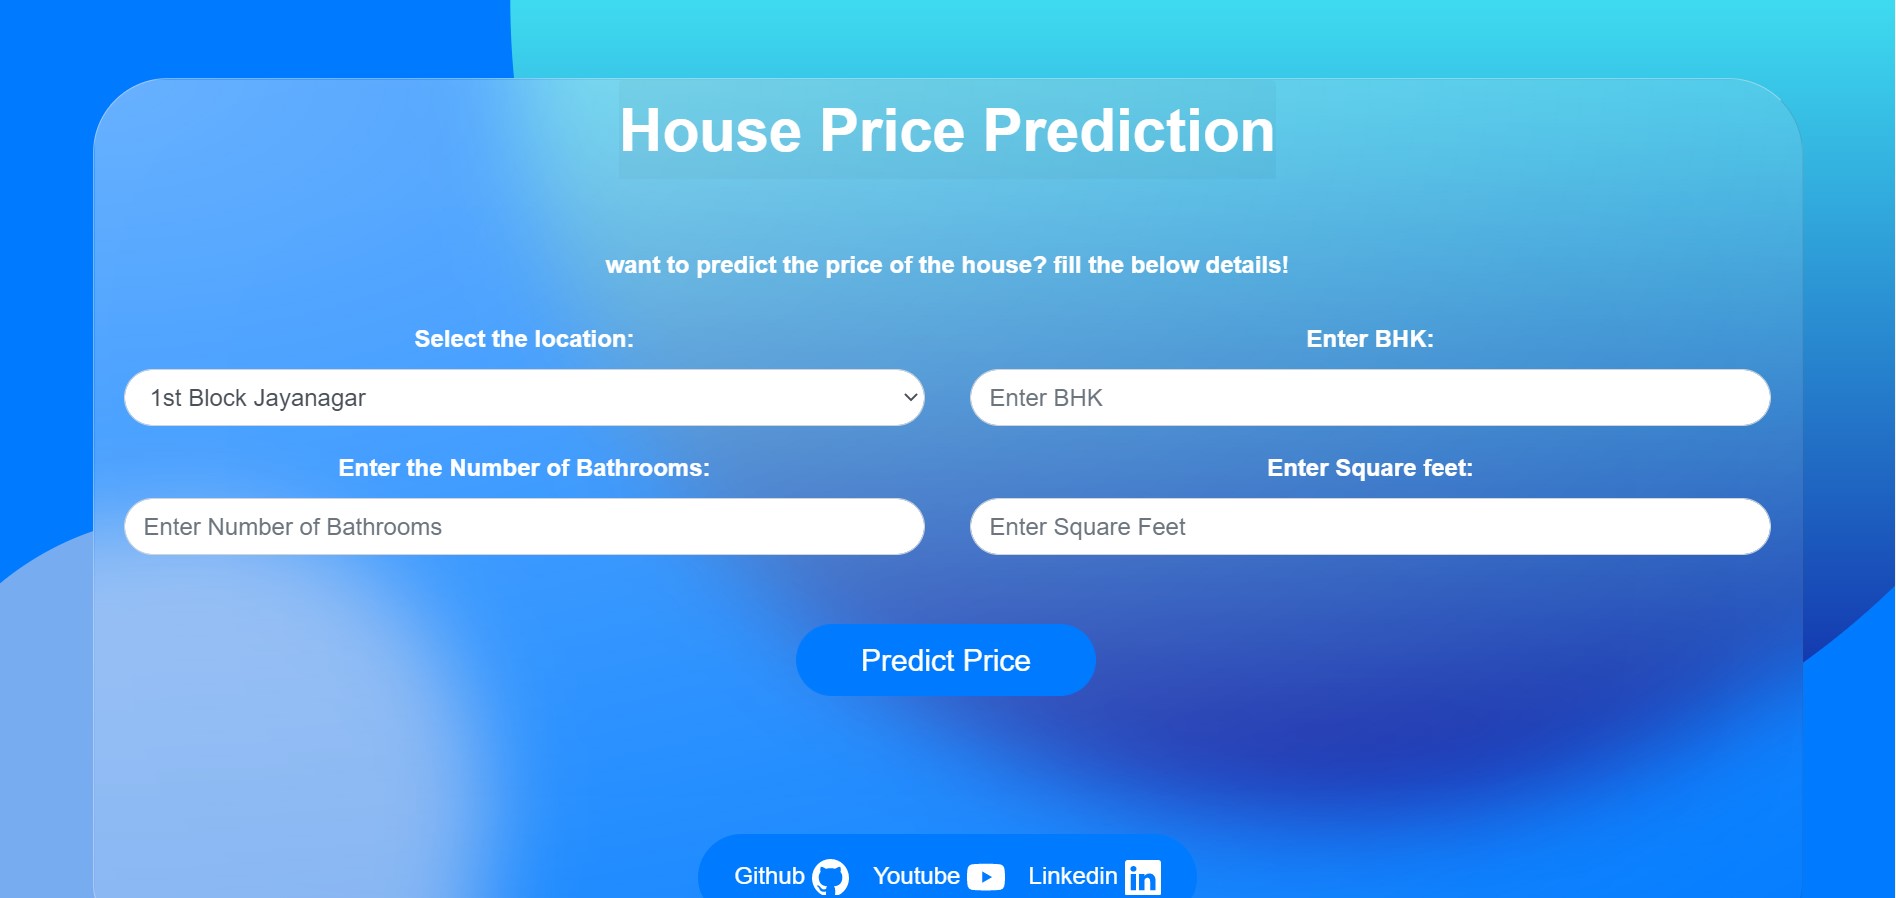 House Price Prediction
want to predict the price of the house? fill the below details!
Select the location:
Enter BHK:
1st Block Jayanagar
Enter BHK
Enter the Number of Bathrooms:
Enter Square feet:
Enter Number of Bathrooms
Enter Square Feet
Predict Price
Github Youtube Linkedin